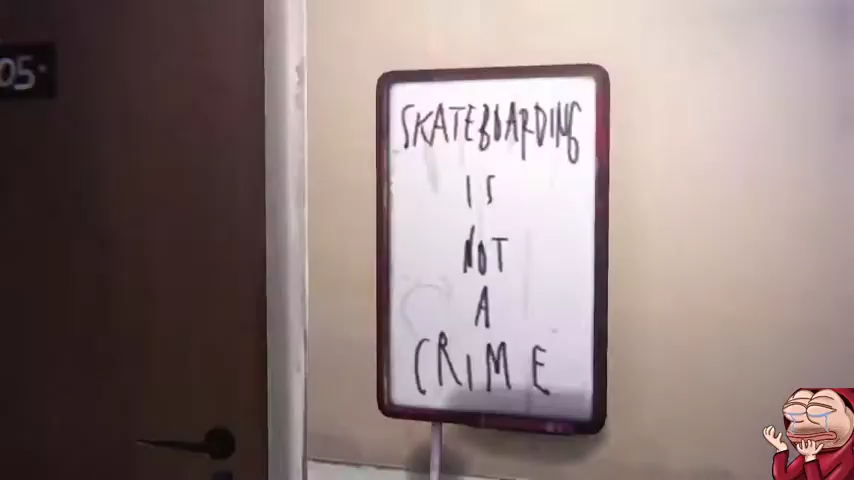 05.
SKATEBOARDING
IS
NOT
A
CRIME